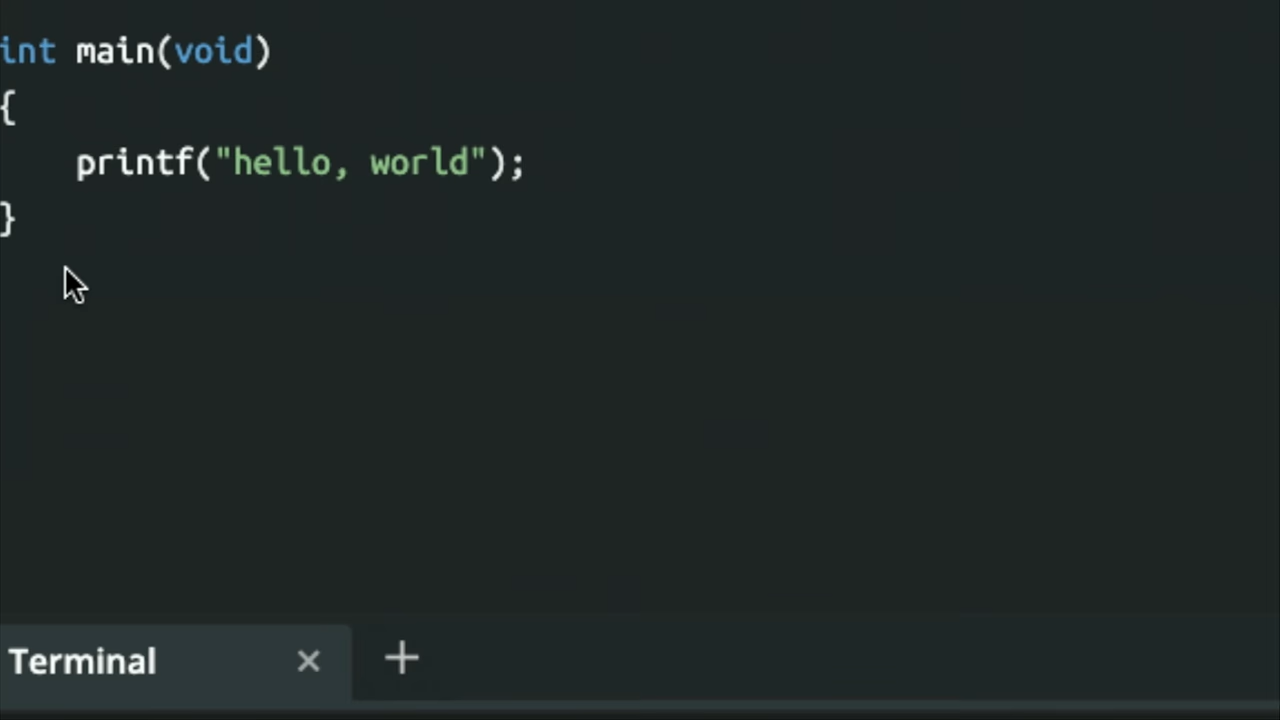 int main(void)
{
    printf("hello, world");
}
Terminal × +